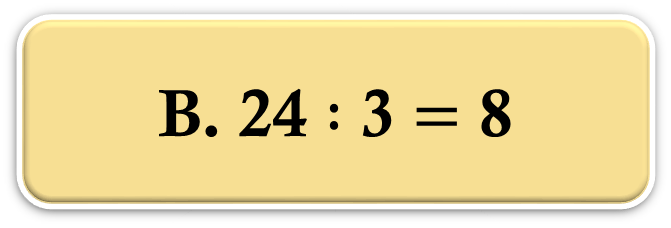 B. 24 : 3 = 8